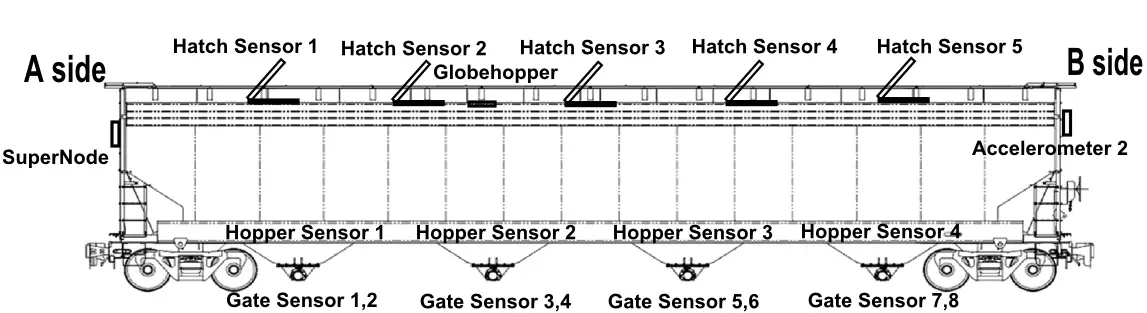 Hatch Sensor 1
Hatch Sensor 2
Hatch Sensor 3
Hatch Sensor 4
Hatch Sensor 5
A side
Globehopper
B side
SuperNode
Accelerometer 2
Hopper Sensor 1
Hopper Sensor 2
Hopper Sensor 3
Hopper Sensor 4
Gate Sensor 1,2
Gate Sensor 3,4
Gate Sensor 5,6
Gate Sensor 7,8